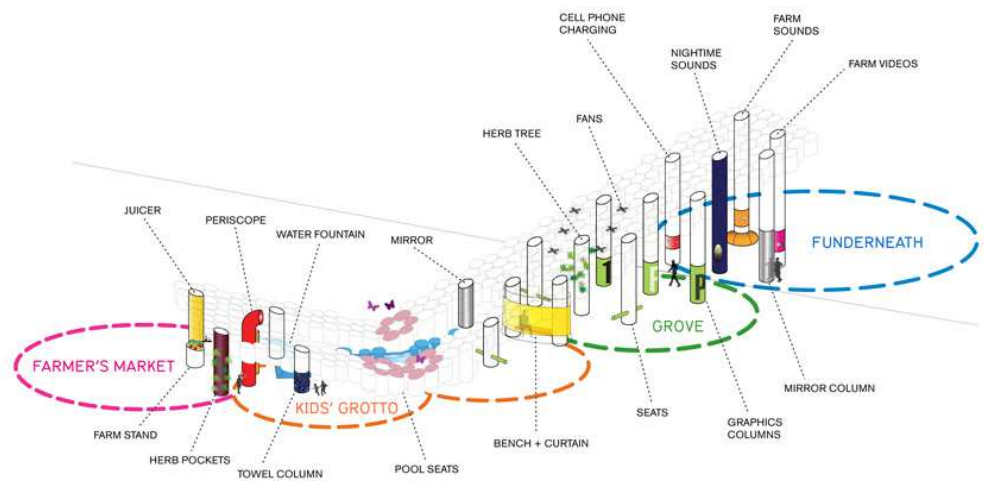 CELL PHONE
CHARGING
FARM
SOUNDS
NIGHTIME
SOUNDS
FARM VIDEOS
HERB TREE
FANS
JUICER
PERISCOPE
WATER FOUNTAIN
MIRROR
FUNDERNEATH
1
F
P
GROVE
FARMER'S MARKET
KIDS' GROTTO
MIRROR COLUMN
SEATS
GRAPHICS
COLUMNS
FARM STAND
BENCH + CURTAIN
HERB POCKETS
TOWEL COLUMN
POOL SEATS